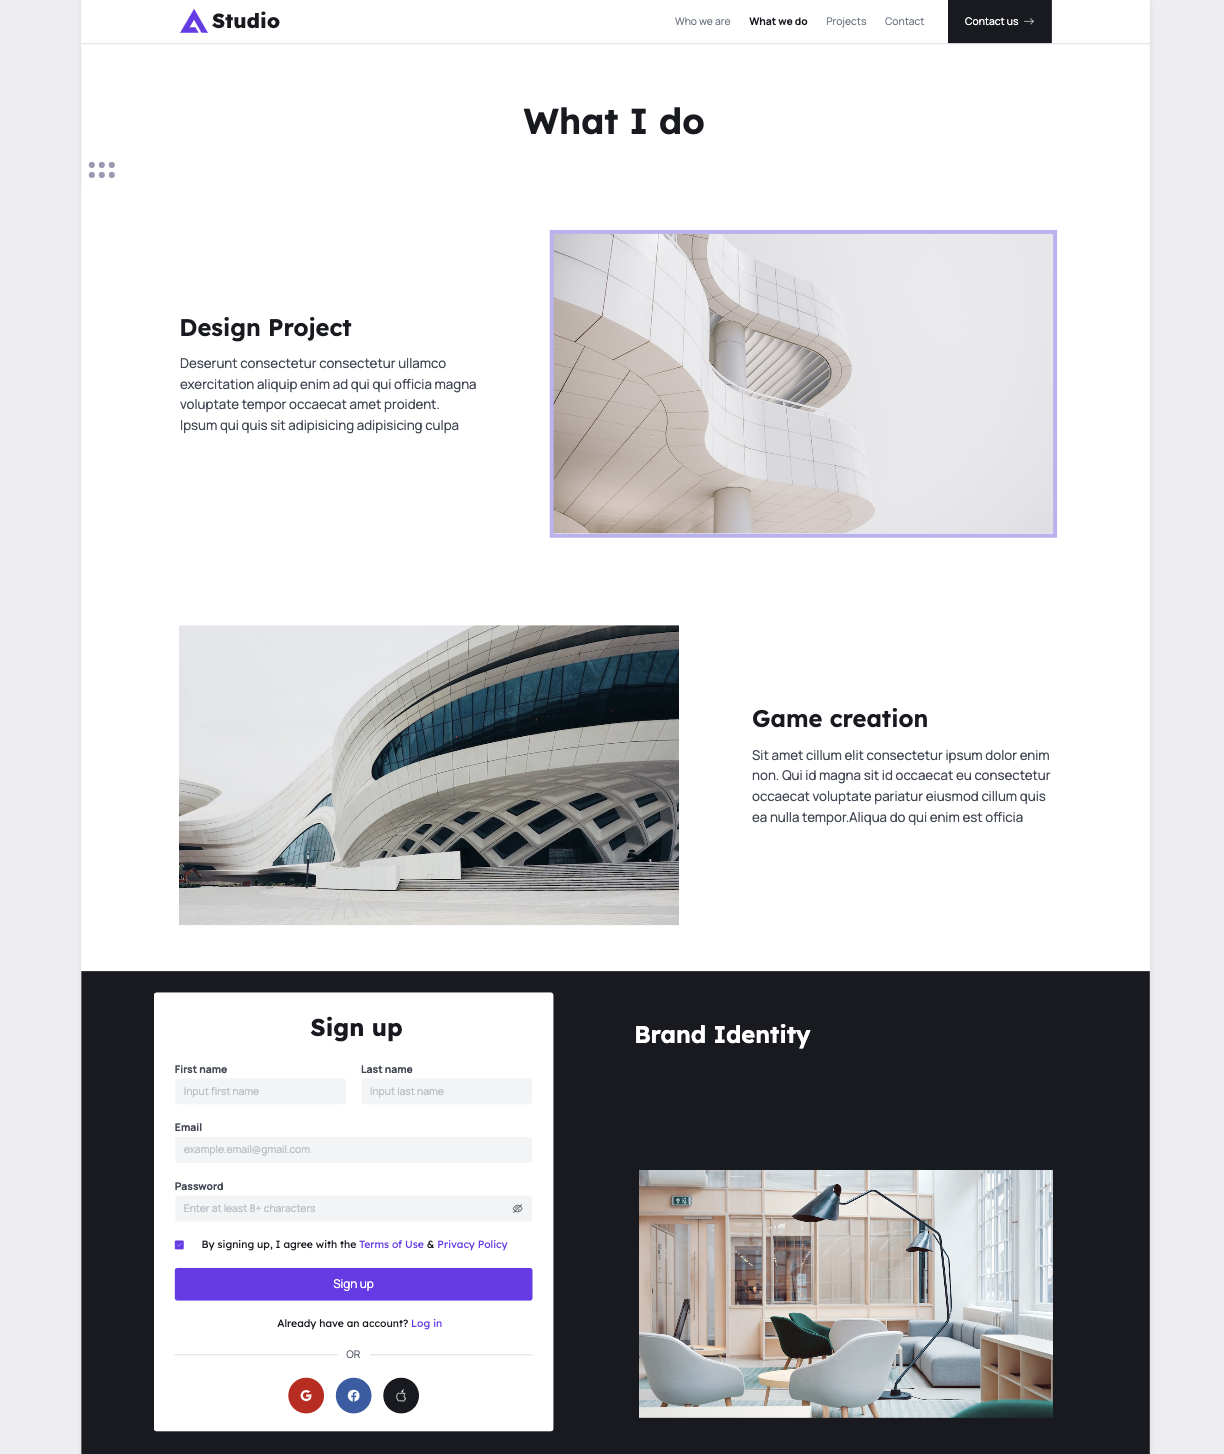 Studio
Who we are
What we do
Projects
Contact
Contact us
What I do
Design Project
Deserunt consectetur consectetur ullamco
exercitation aliquip enim ad qui qui officia magna
voluptate tempor occaecat amet proident.
Ipsum qui quis sit adipisicing adipisicing culpa
Game creation
Sit amet cillum elit consectetur ipsum dolor enim
non. Qui id magna sit id occaecat eu consectetur
occaecat voluptate pariatur eiusmod cillum quis
ea nulla tempor.Aliqua do qui enim est officia
Sign up
First name
Last name
Input first name
Input last name
Email
example.email@gmail.com
Password
Enter at least 8+ characters
By signing up, I agree with the Terms of Use & Privacy Policy
Sign up
Already have an account? Log in
OR
Brand Identity